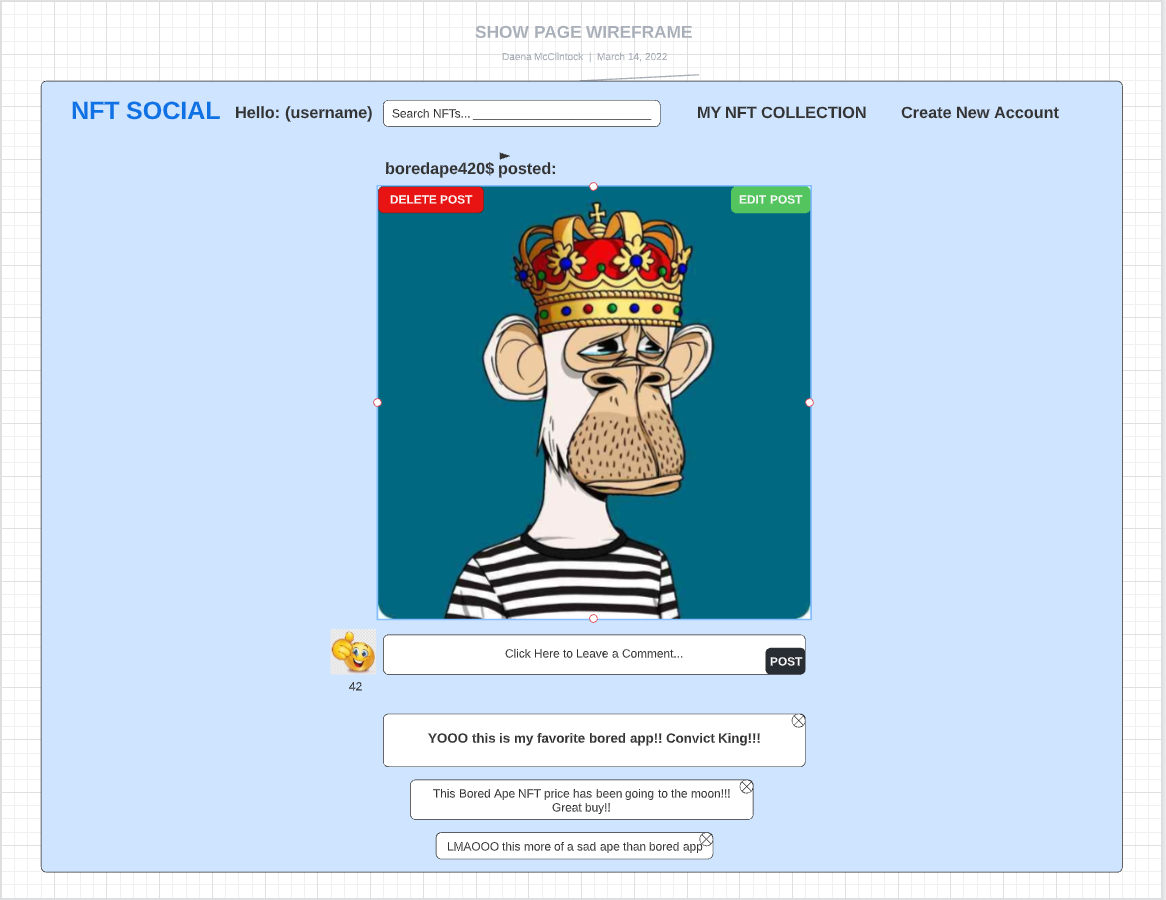 SHOW PAGE WIREFRAME
Daena McClintock | March 14, 2022
NFT SOCIAL Hello: (username) Search NFTs... MY NFT COLLECTION Create New Account
boredape420$ posted:
DELETE POST EDIT POST
Click Here to Leave a Comment...
POST
42
YOOO this is my favorite bored app!! Convict King!!!
This Bored Ape NFT price has been going to the moon!!!
Great buy!!
LMAOOO this more of a sad ape than bored app